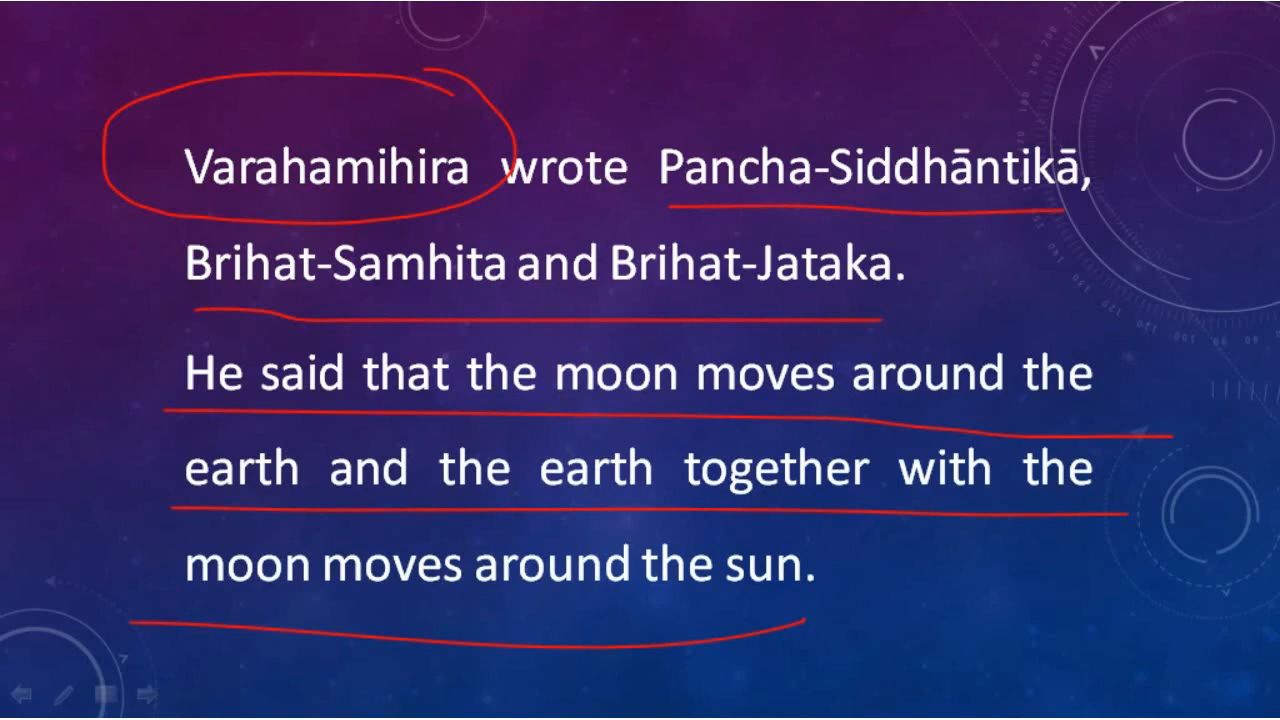 Varahamihira wrote Pancha-Siddhāntikā,
Brihat-Samhita and Brihat-Jataka.
He said that the moon moves around the
earth and the earth together with the
moon moves around the sun.